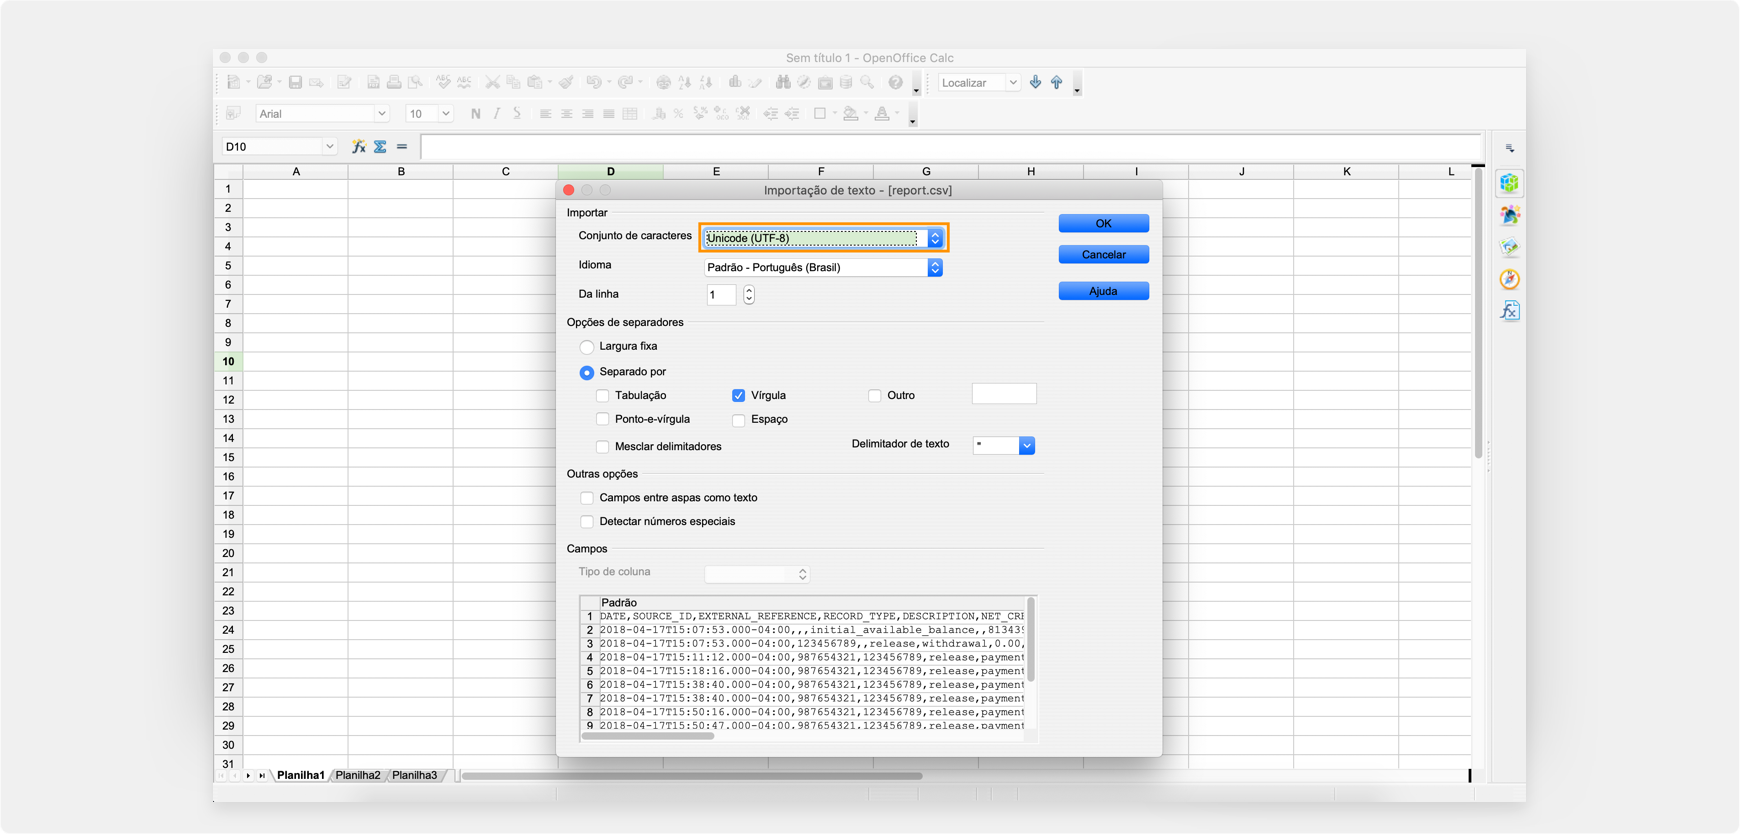 Sem título 1 - OpenOffice Calc
Localizar
Arial
10
N I S
D10
A B C D E F G H I J K L
Importação de texto - [report.csv]
Importar
Conjunto de caracteres
Unicode (UTF-8)
OK
Idioma
Padrão - Português (Brasil)
Cancelar
Da linha
1
Ajuda
Opções de separadores
Largura fixa
Separado por
Tabulação
Vírgula
Outro
Ponto-e-vírgula
Espaço
Mesclar delimitadores
Delimitador de texto
"
Outras opções
Campos entre aspas como texto
Detectar números especiais
Campos
Tipo de coluna
Padrão
1 DATE,SOURCE_ID,EXTERNAL_REFERENCE,RECORD_TYPE,DESCRIPTION,NET_CRE
2 2018-04-17T15:07:53.000-04:00,,,initial_available_balance,,813439
3 2018-04-17T15:07:53.000-04:00,123456789,,release,withdrawal,0.00,
4 2018-04-17T15:11:12.000-04:00,987654321,123456789,release,payment
5 2018-04-17T15:18:16.000-04:00,987654321,123456789,release,payment
6 2018-04-17T15:38:40.000-04:00,987654321,123456789,release,payment
7 2018-04-17T15:38:40.000-04:00,987654321,123456789,release,payment
8 2018-04-17T15:50:16.000-04:00,987654321,123456789,release,payment
9 2018-04-17T15:50:47.000-04:00,987654321,123456789,release,payment
1
2
3
4
5
6
7
8
9
10
11
12
13
14
15
16
17
18
19
20
21
22
23
24
25
26
27
28
29
30
31
Planilha1 Planilha2 Planilha3